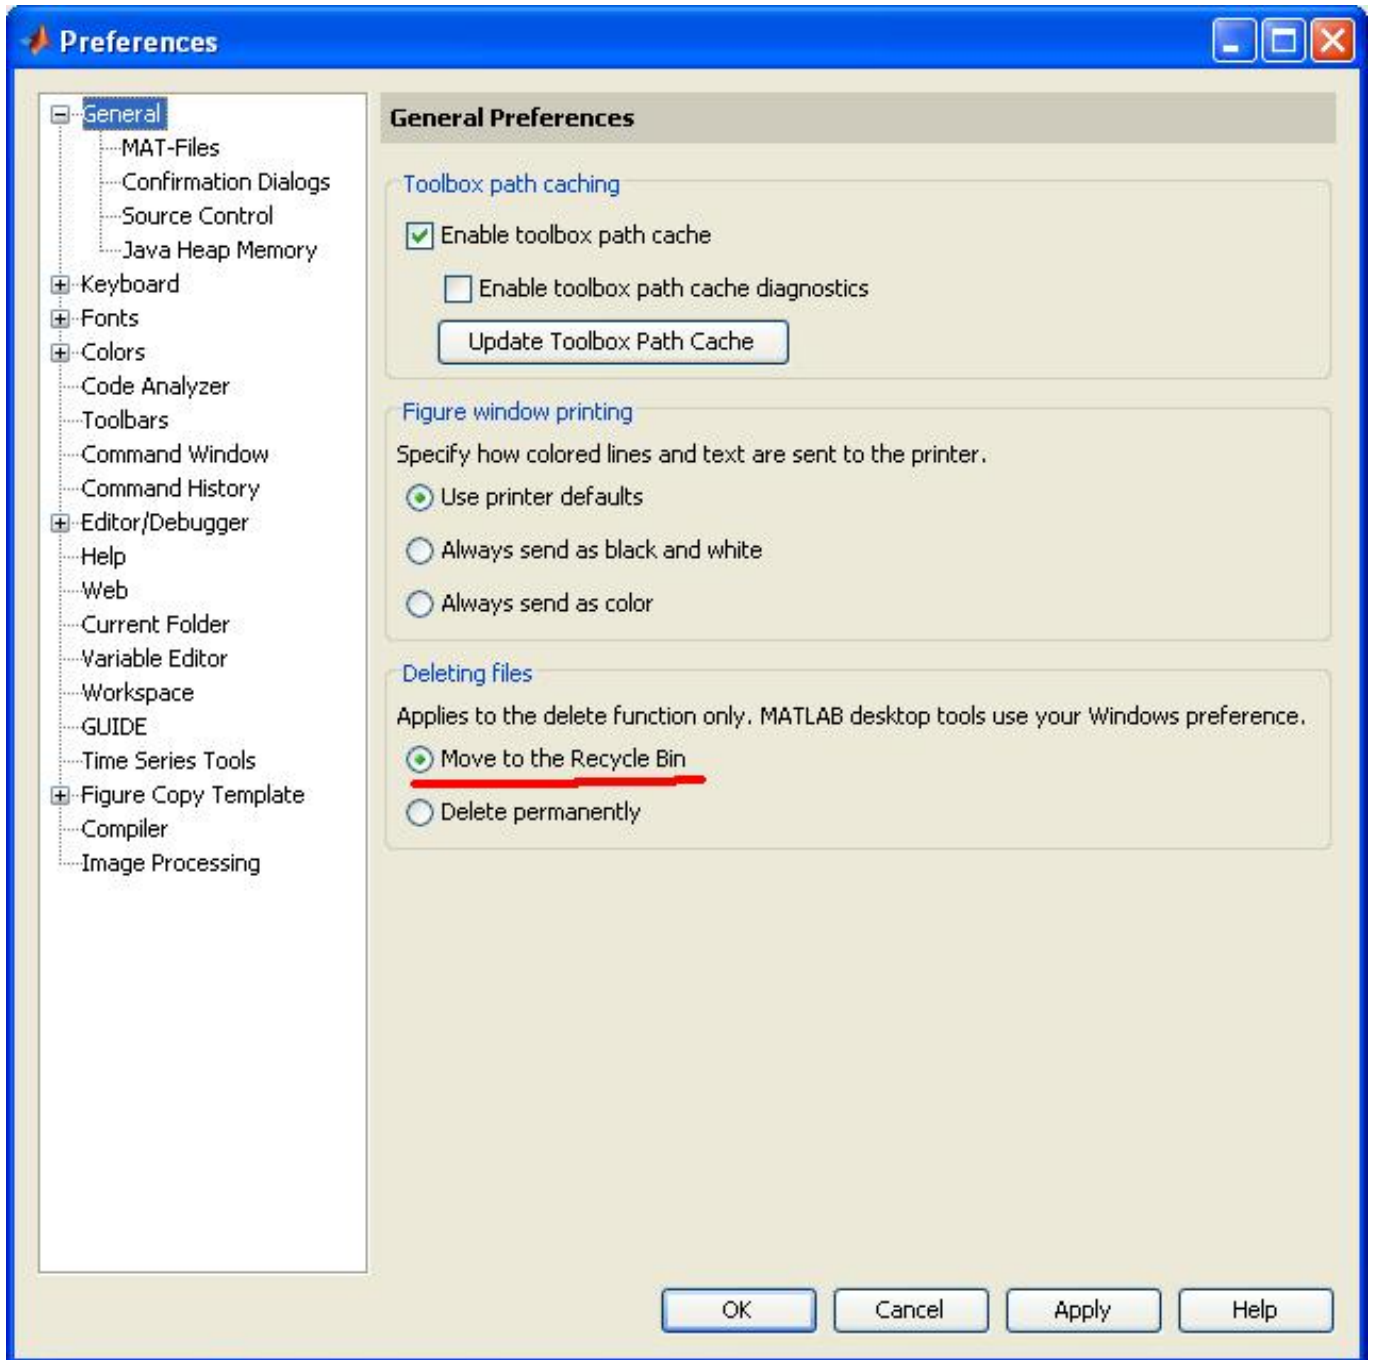 Preferences
General
MAT-Files
Confirmation Dialogs
Source Control
Java Heap Memory
Keyboard
Fonts
Colors
Code Analyzer
Toolbars
Command Window
Command History
Editor/Debugger
Help
Web
Current Folder
Variable Editor
Workspace
GUIDE
Time Series Tools
Figure Copy Template
Compiler
Image Processing
General Preferences
Toolbox path caching
Enable toolbox path cache
Enable toolbox path cache diagnostics
Update Toolbox Path Cache
Figure window printing
Specify how colored lines and text are sent to the printer.
Use printer defaults
Always send as black and white
Always send as color
Deleting files
Applies to the delete function only. MATLAB desktop tools use your Windows preference.
Move to the Recycle Bin
Delete permanently
OK Cancel Apply Help